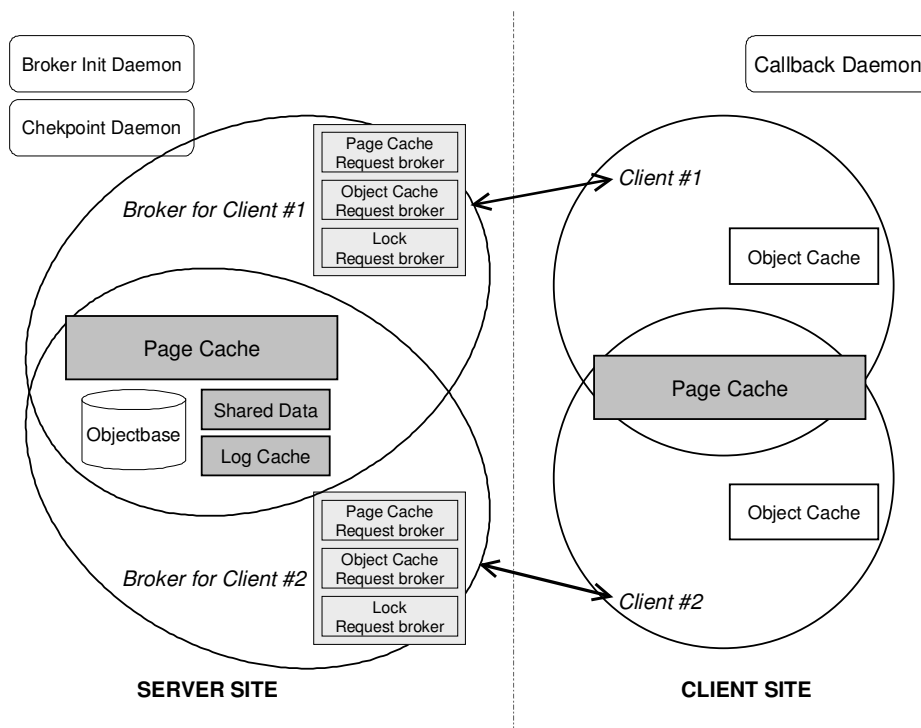 Broker Init Daemon
Chekpoint Daemon
Callback Daemon
Page Cache
Request broker
Object Cache
Request broker
Lock
Request broker
Broker for Client #1
Client #1
Object Cache
Page Cache
Objectbase
Shared Data
Log Cache
Page Cache
Object Cache
Page Cache
Request broker
Object Cache
Request broker
Lock
Request broker
Broker for Client #2
Client #2
SERVER SITE
CLIENT SITE